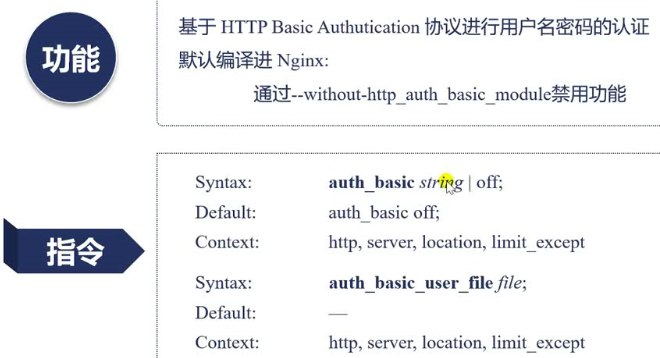 功能
基于 HTTP Basic Authutication 协议进行用户名密码的认证
默认编译进 Nginx:
通过--without-http_auth_basic_module禁用功能
指令
Syntax: auth_basic string | off;
Default: auth_basic off;
Context: http, server, location, limit_except
Syntax: auth_basic_user_file file;
Default: —
Context: http, server, location, limit_except